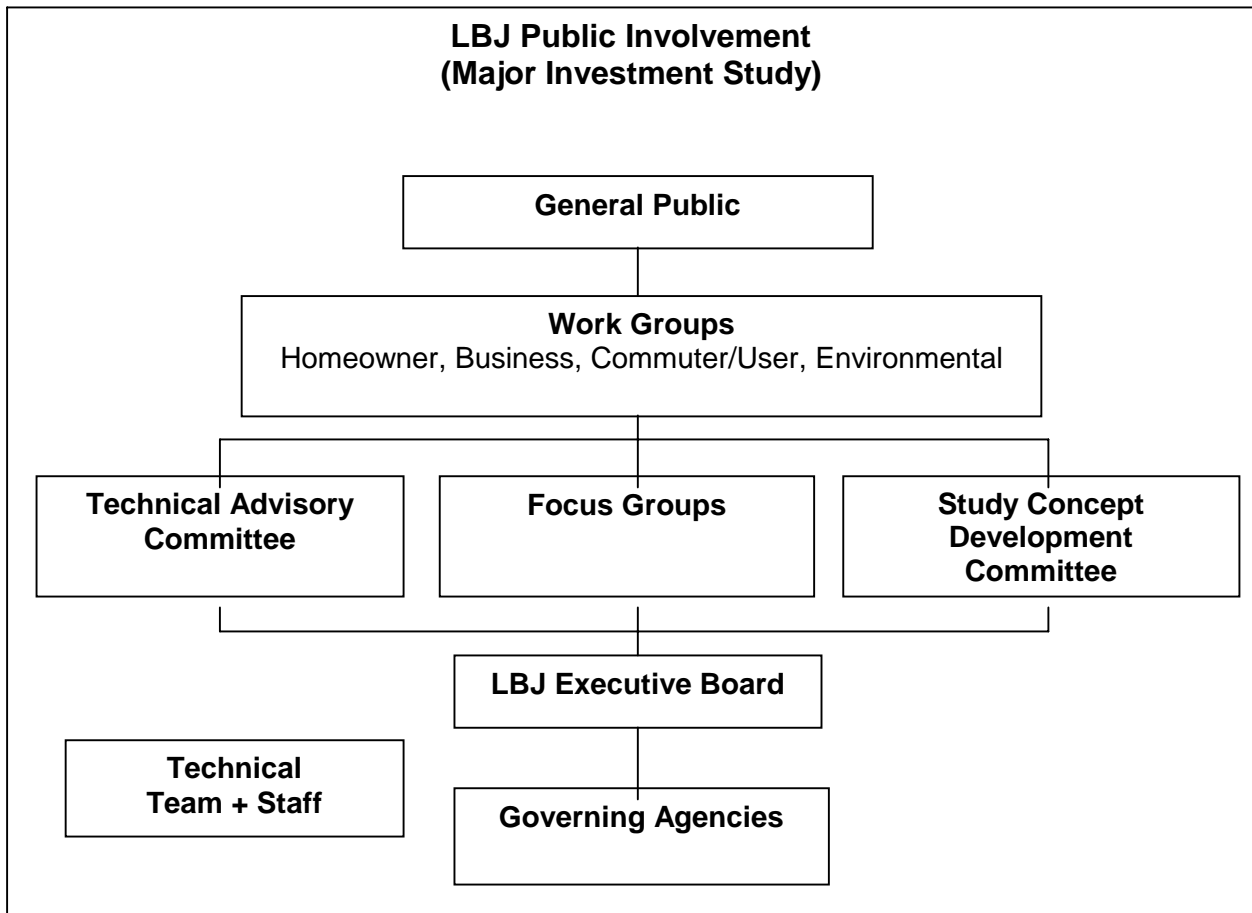 LBJ Public Involvement
(Major Investment Study)
General Public
Work Groups
Homeowner, Business, Commuter/User, Environmental
Technical Advisory
Committee
Focus Groups
Study Concept
Development
Committee
LBJ Executive Board
Technical
Team + Staff
Governing Agencies